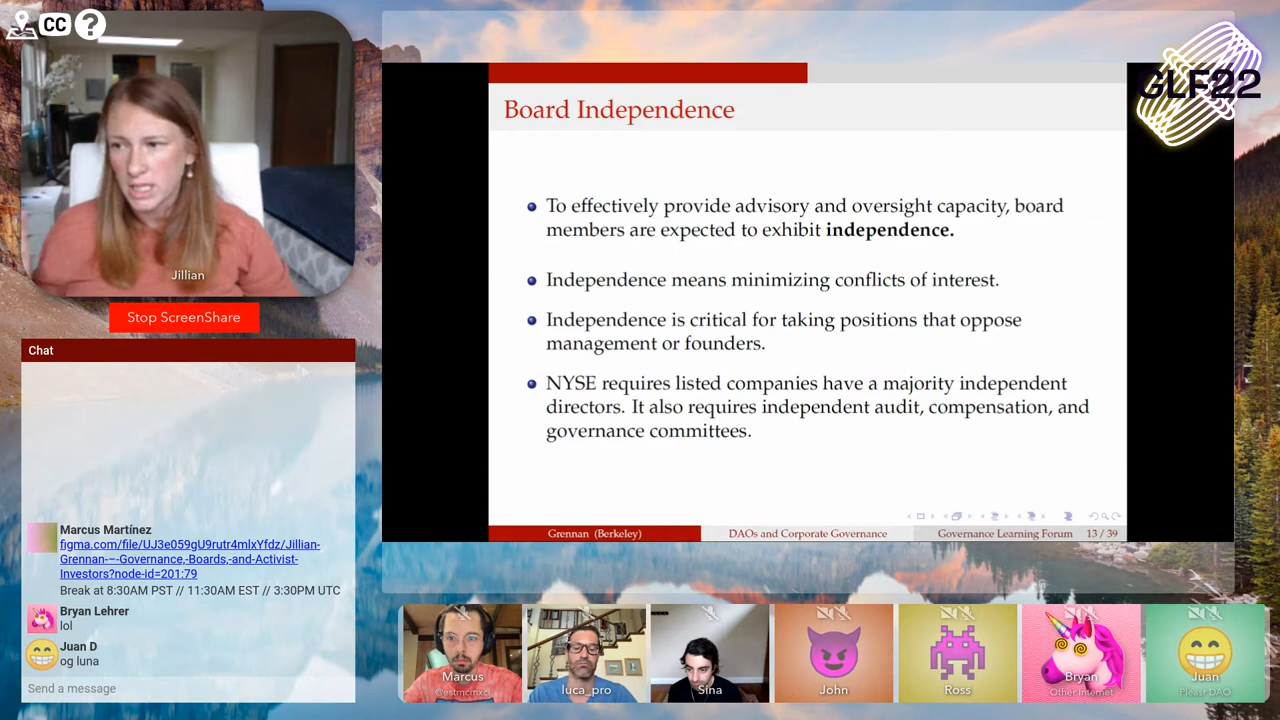 CC
?
Jillian
Stop ScreenShare
Chat
Marcus Martínez
figma.com/file/UJ3e059gU9rutr4mIxYfdz/Jillian-
Grennan---Governance,-Boards,-and-Activist-
Investors?node-id=201:79
Break at 8:30AM PST // 11:30AM EST // 3:30PM UTC
Bryan Lehrer
lol
Juan D
og luna
Send a message
GLF22
Board Independence
To effectively provide advisory and oversight capacity, board
members are expected to exhibit independence.
Independence means minimizing conflicts of interest.
Independence is critical for taking positions that oppose
management or founders.
NYSE requires listed companies have a majority independent
directors. It also requires independent audit, compensation, and
governance committees.
Grennan (Berkeley)
DAOs and Corporate Governance
Governance Learning Forum
13 / 39
Marcus
@estmcmxci
luca_pro
Sina
John
Ross
Bryan
Other Internet
Juan
PleasrDAO